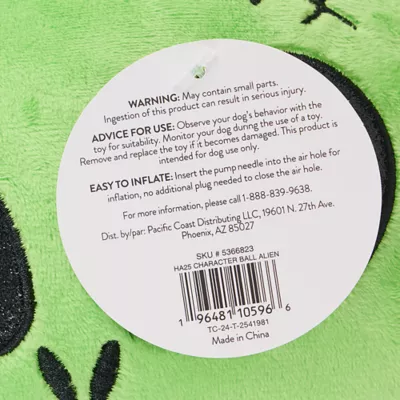 WARNING: May contain small parts.
Ingestion of this product can result in serious injury.
ADVICE FOR USE: Observe your dog's behavior with the
toy for suitability. Monitor your dog during the use of a toy.
Remove and replace the toy if it becomes damaged. This product is
intended for dog use only.
EASY TO INFLATE: Insert the pump needle into the air hole for
inflation, no additional plug needed to close the air hole.
For more information, please call 1-888-839-9638.
Dist. by/par: Pacific Coast Distributing LLC, 19601 N. 27th Ave.
Phoenix, AZ 85027
SKU # 5366823
HA25 CHARACTER BALL ALIEN
1 96481 10596 6
TC-24-T-2541981
Made in China